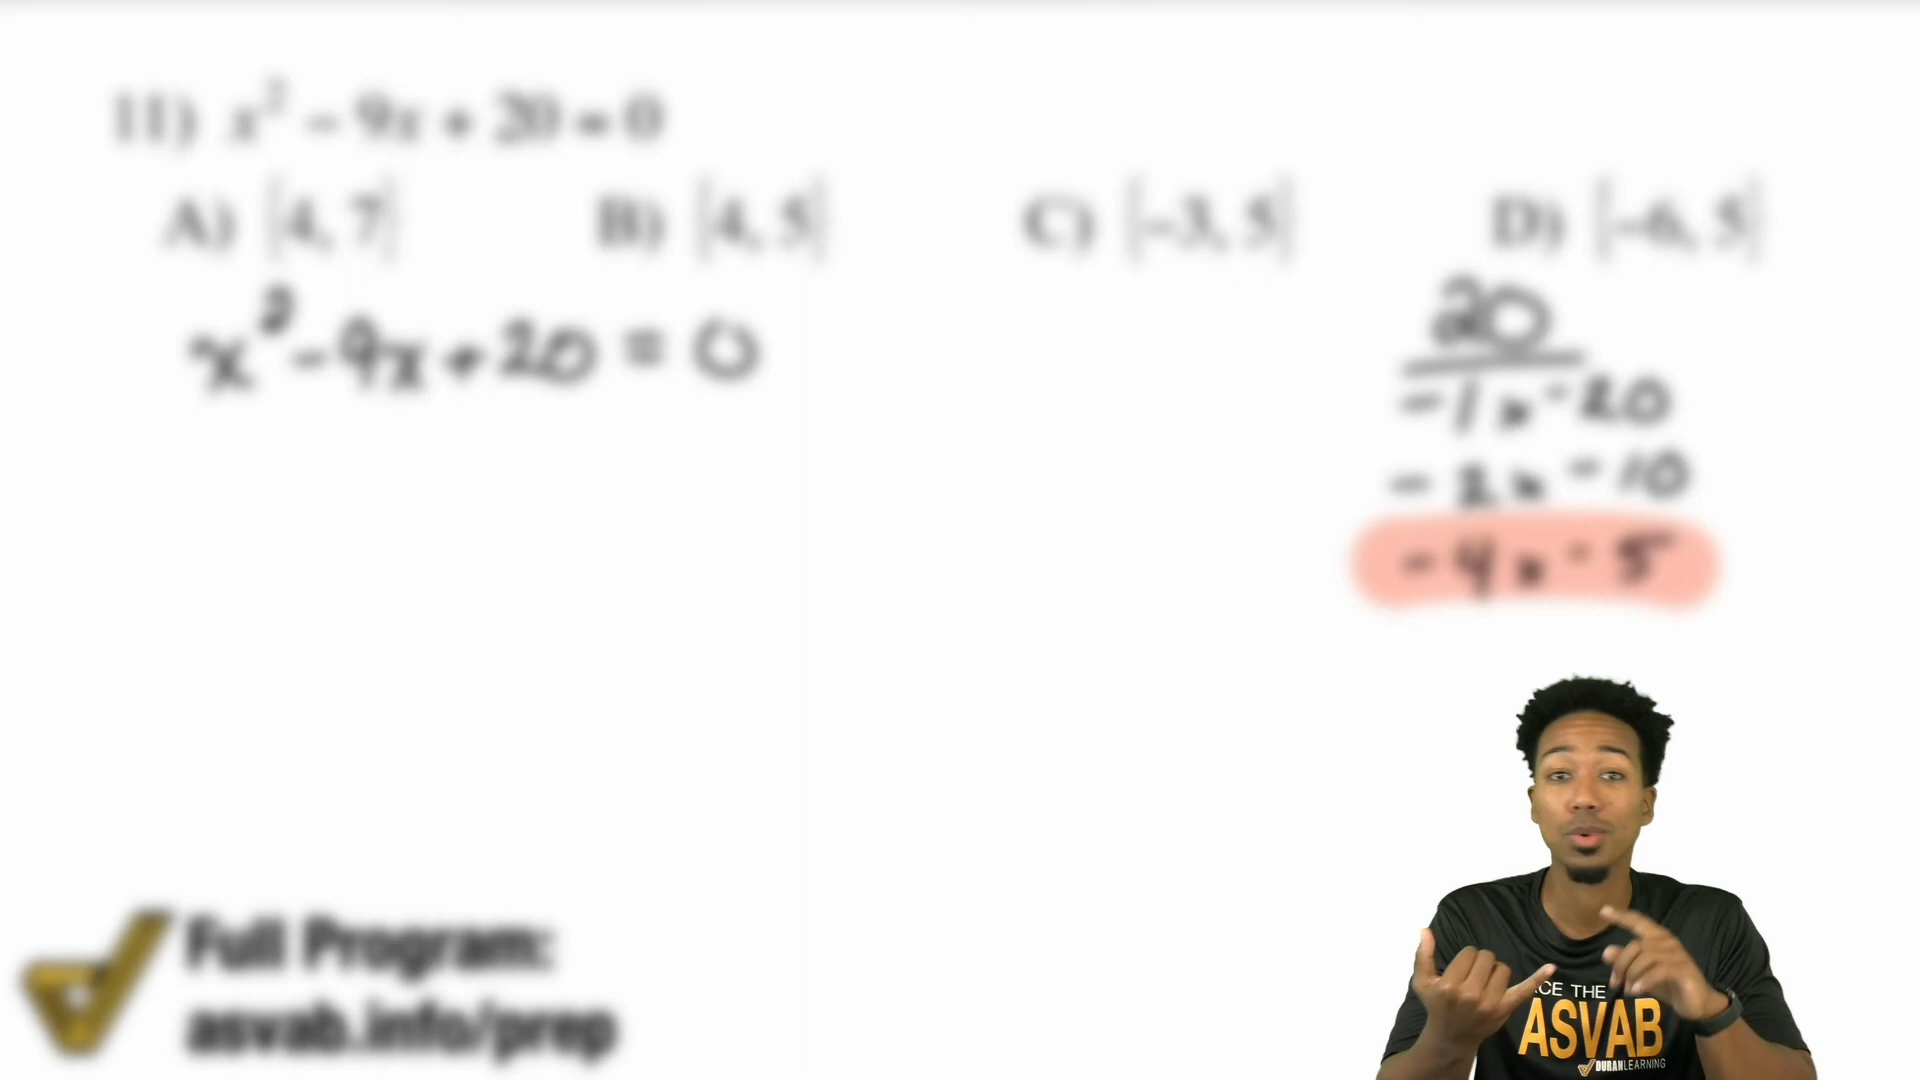 11) x² - 9x + 20 = 0
A) {4, 7} B) {4, 5} C) {-3, 5} D) {-6, 5}
x² - 9x + 20 = 0
20
-1 x -20
-2 x -10
-4 x -5
Full Program:
asvab.info/prep
ACE THE
ASVAB
DURANLEARNING